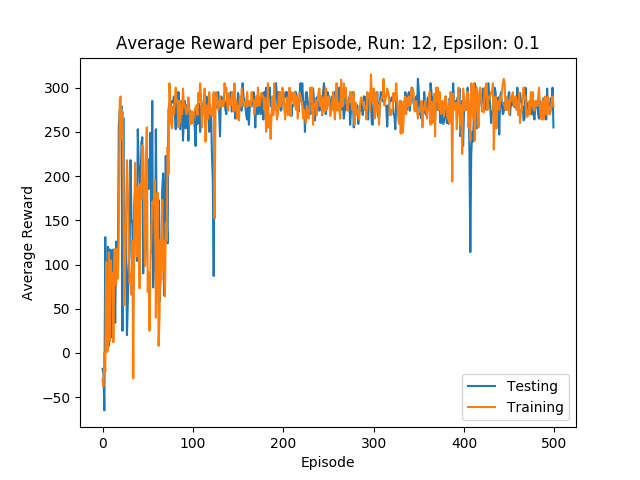 Average Reward per Episode, Run: 12, Epsilon: 0.1
Average Reward
300
250
200
150
100
50
0
−50
0
100
200
300
400
500
Episode
Testing
Training